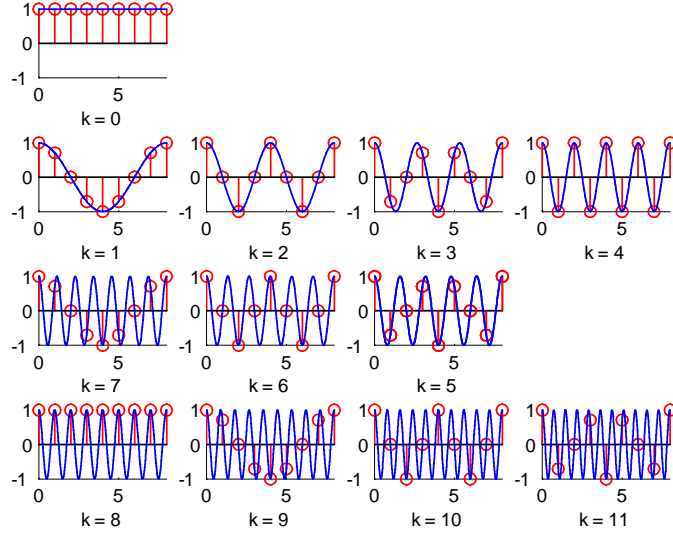 1
0
-1
0 5
k = 0
1 1 1 1
0 0 0 0
-1 -1 -1 -1
0 5 0 5 0 5 0 5
k = 1 k = 2 k = 3 k = 4
1 1 1
0 0 0
-1 -1 -1
0 5 0 5 0 5
k = 7 k = 6 k = 5
1 1 1 1
0 0 0 0
-1 -1 -1 -1
0 5 0 5 0 5 0 5
k = 8 k = 9 k = 10 k = 11